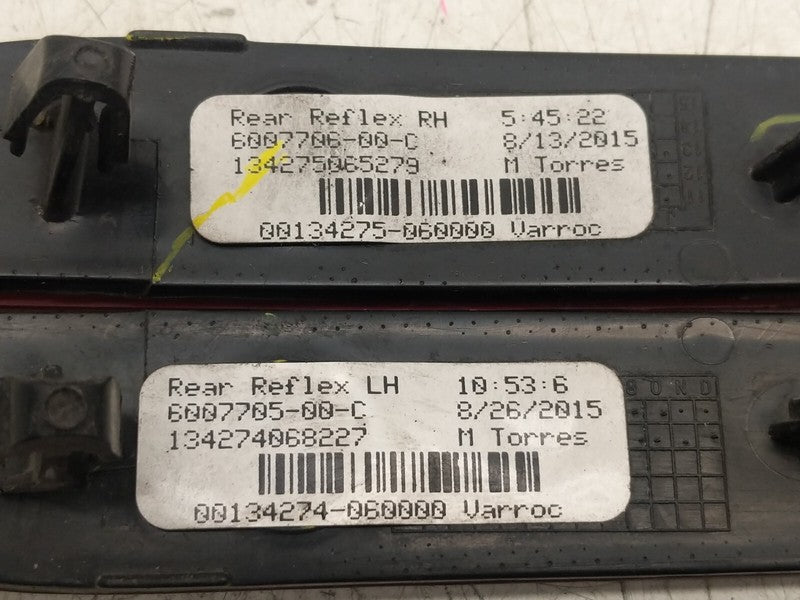 Rear Reflex RH 5:45:22
6007706-00-C 8/13/2015
134275065279 M Torres
00134275-060000 Varroc
Rear Reflex LH 10:53:6
6007705-00-C 8/26/2015
134274068227 M Torres
00134274-060000 Varroc
S O N D